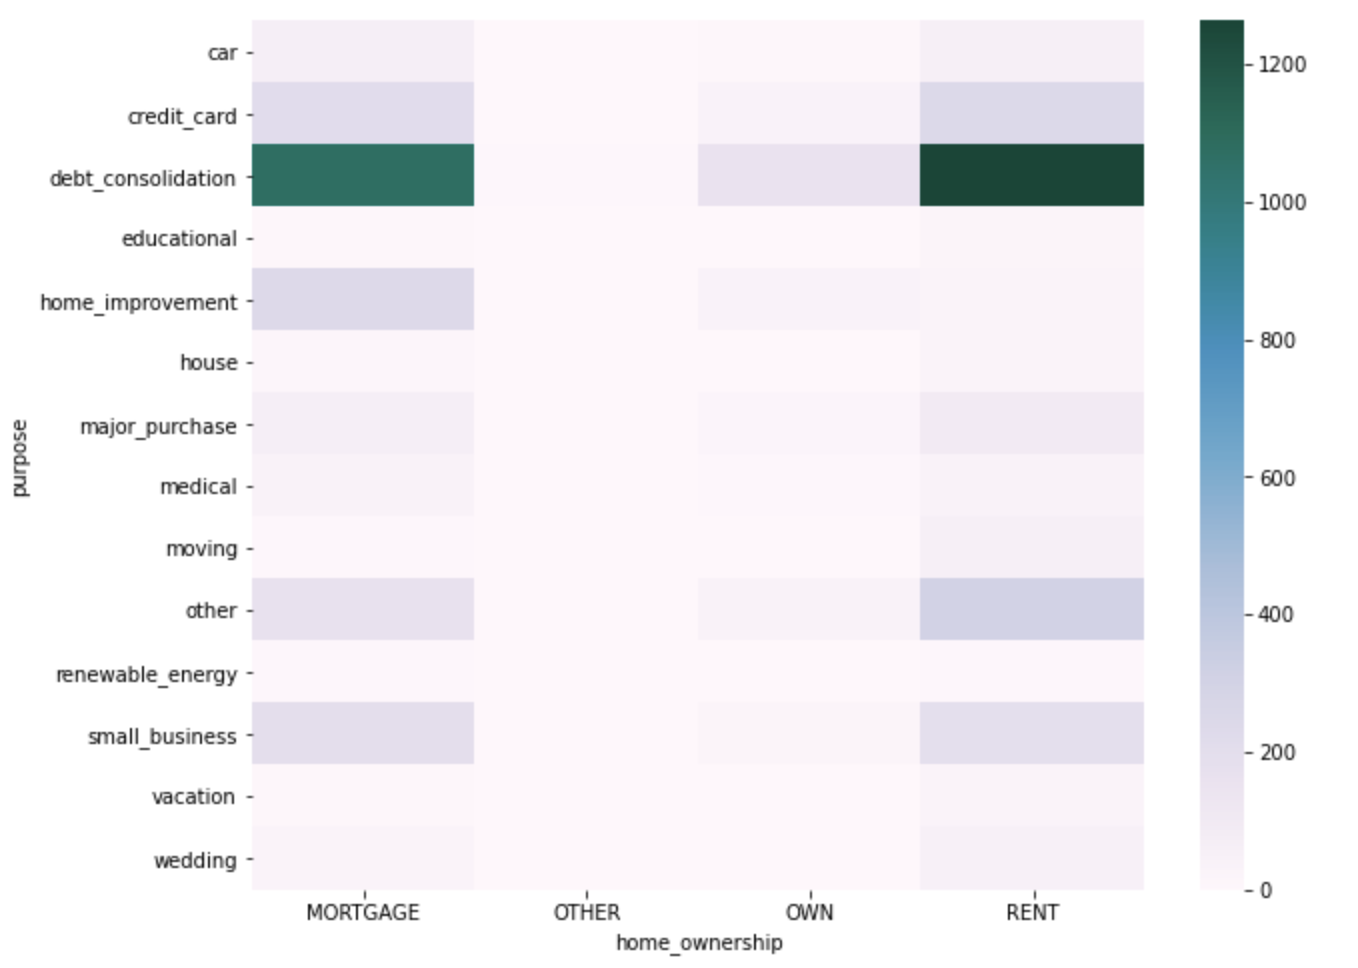 car
credit_card
debt_consolidation
educational
home_improvement
house
major_purchase
medical
moving
other
renewable_energy
small_business
vacation
wedding
purpose
MORTGAGE
OTHER
OWN
RENT
home_ownership
1200
1000
800
600
400
200
0